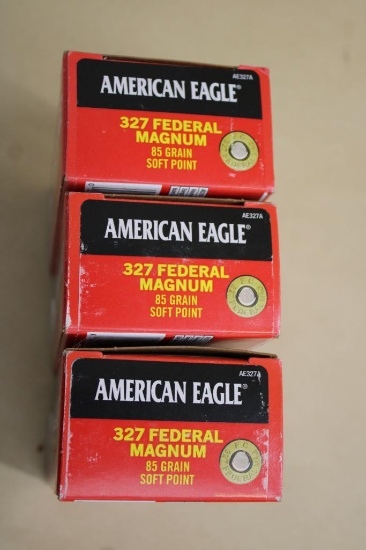 AE327A
AMERICAN EAGLE®
327 FEDERAL
MAGNUM
85 GRAIN
SOFT POINT
AE327A
AMERICAN EAGLE®
327 FEDERAL
MAGNUM
85 GRAIN
SOFT POINT
AE327A
AMERICAN EAGLE®
327 FEDERAL
MAGNUM
85 GRAIN
SOFT POINT